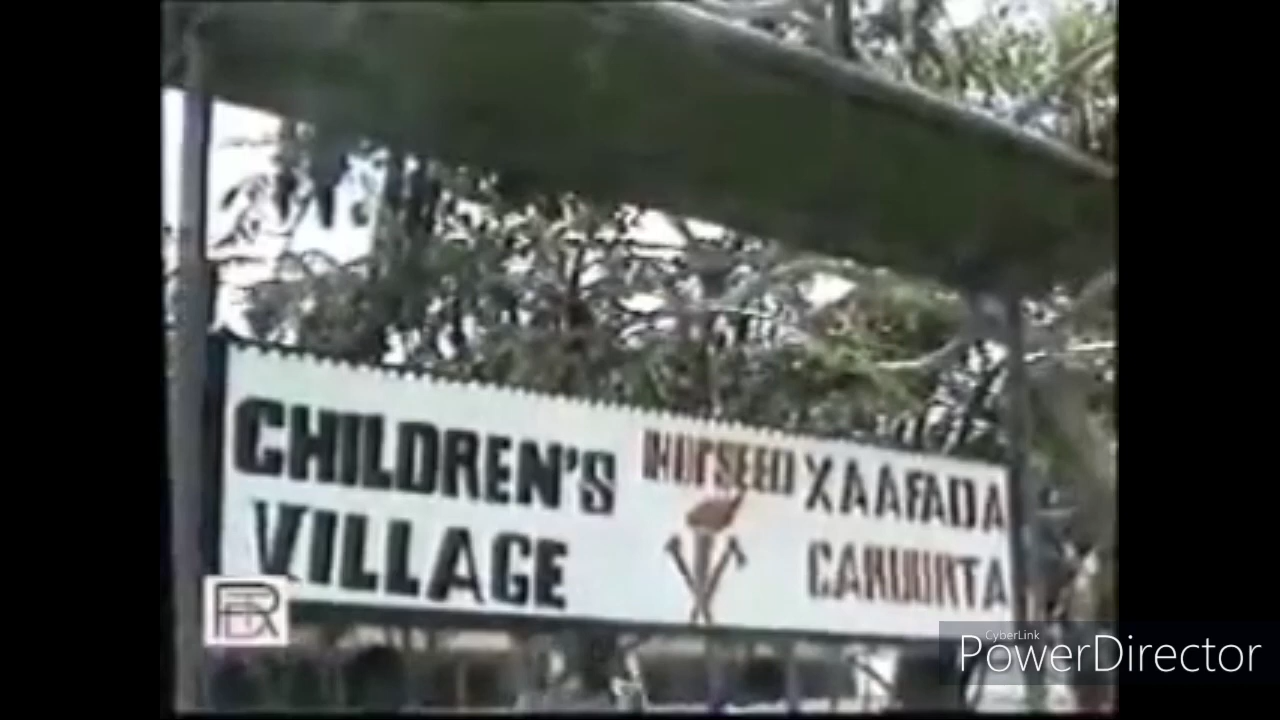 CHILDREN'S
VILLAGE
XAAFADA
CARUURTA
CyberLink
PowerDirector